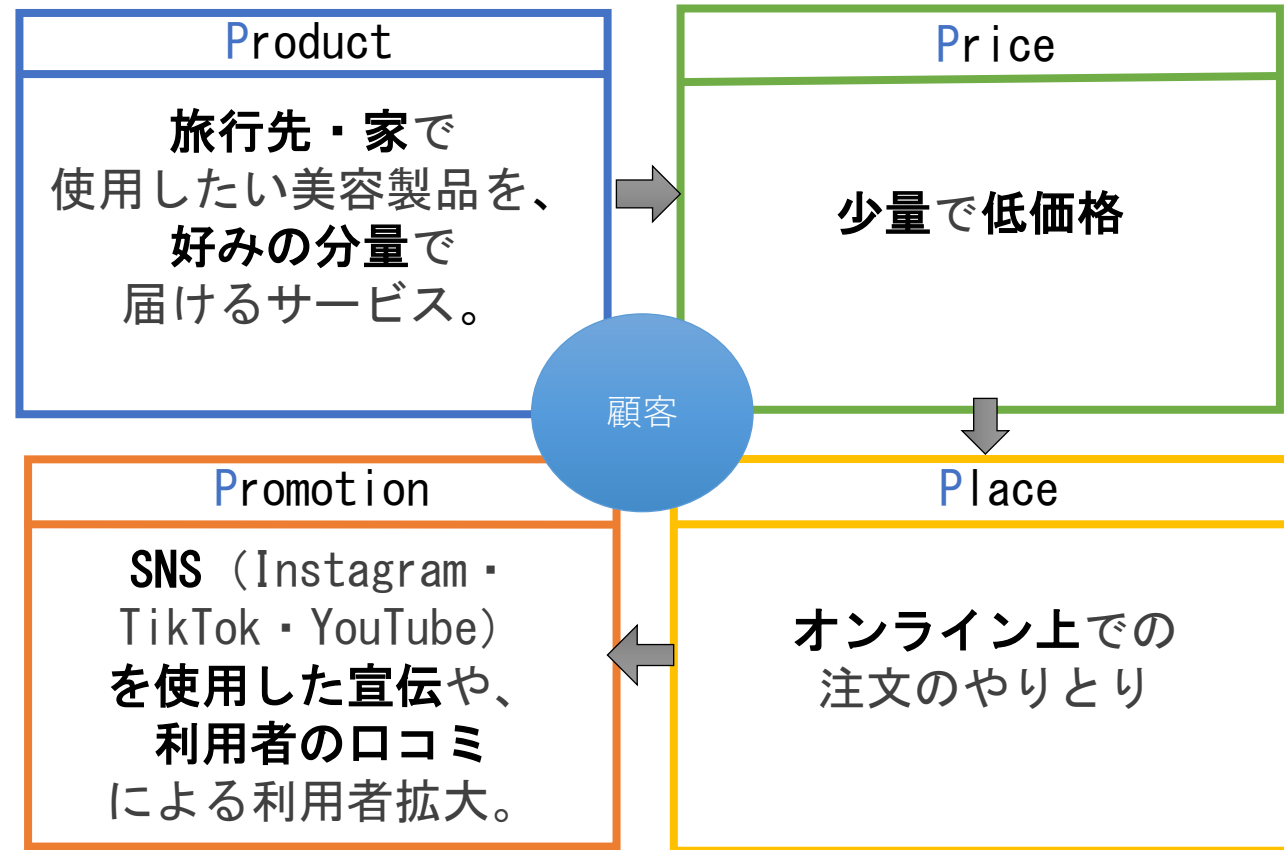 Product
旅行先・家で
使用したい美容製品を、
好みの分量で
届けるサービス。
Price
少量で低価格
顧客
Promotion
SNS（Instagram・
TikTok・YouTube）
を使用した宣伝や、
利用者の口コミ
による利用者拡大。
Place
オンライン上での
注文のやりとり